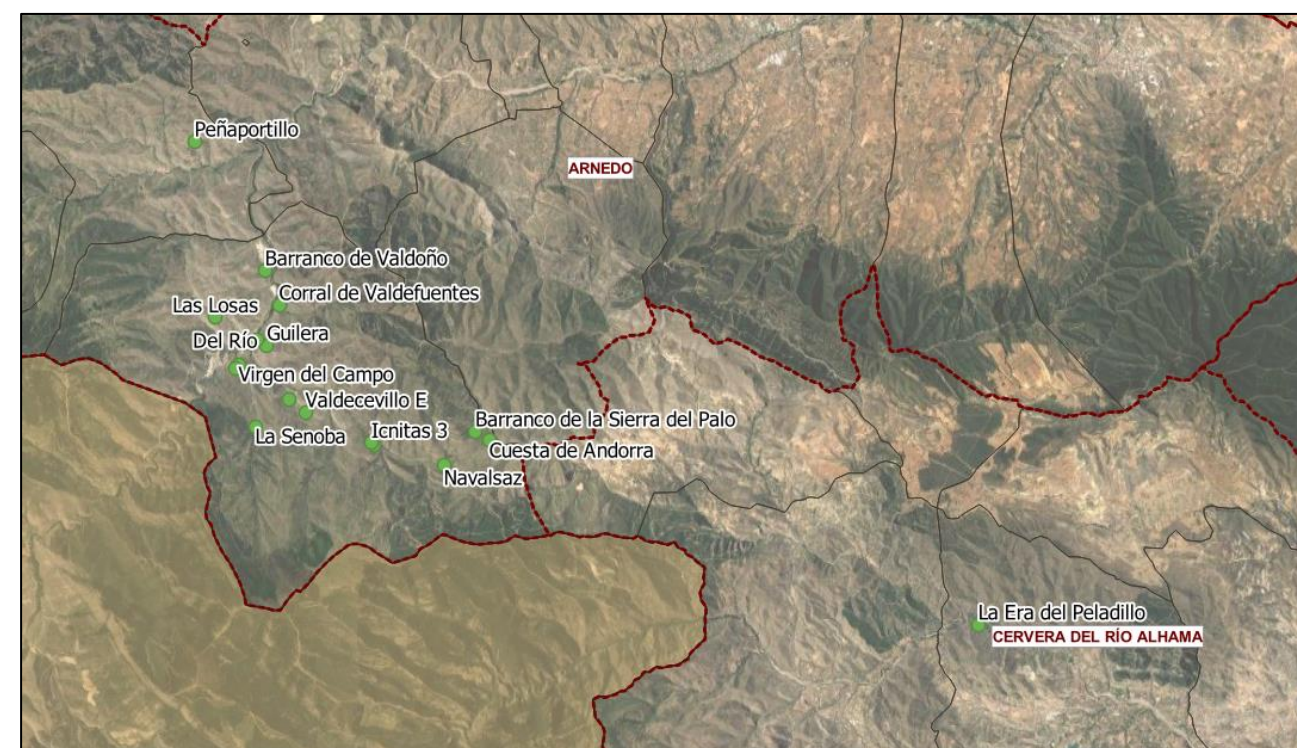 Peñaportillo
ARNEDO
Barranco de Valdoño
Corral de Valdefuentes
Las Losas
Guilera
Del Río
Virgen del Campo
Valdecevillo E
Barranco de la Sierra del Palo
Icnitas 3
La Senoba
Cuesta de Andorra
Navalsaz
La Era del Peladillo
CERVERA DEL RÍO ALHAMA